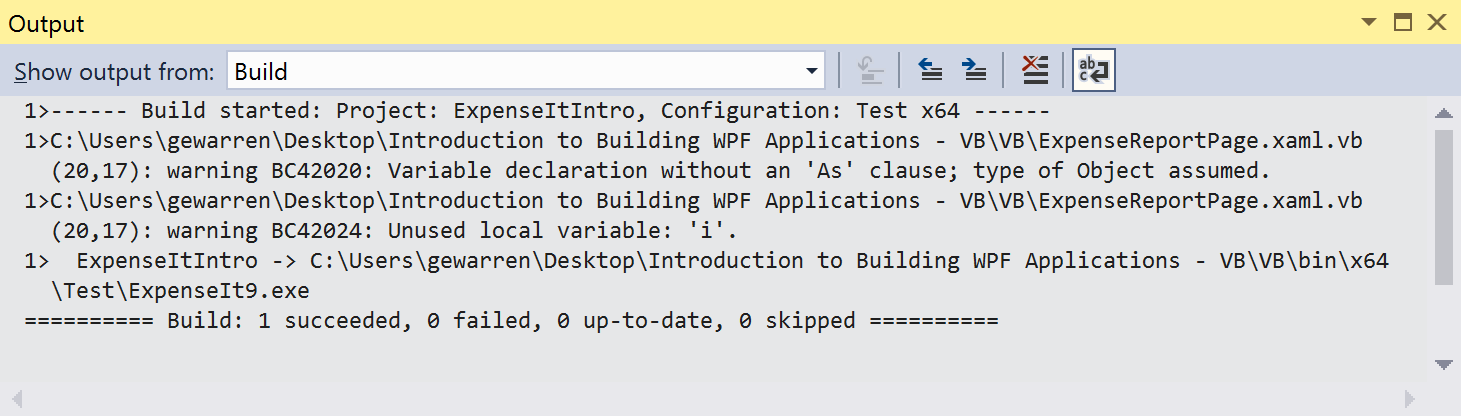 Output
Show output from: Build
1>------ Build started: Project: ExpenseItIntro, Configuration: Test x64 ------
1>C:\Users\gewarren\Desktop\Introduction to Building WPF Applications - VB\VB\ExpenseReportPage.xaml.vb
(20,17): warning BC42020: Variable declaration without an 'As' clause; type of Object assumed.
1>C:\Users\gewarren\Desktop\Introduction to Building WPF Applications - VB\VB\ExpenseReportPage.xaml.vb
(20,17): warning BC42024: Unused local variable: 'i'.
1>  ExpenseItIntro -> C:\Users\gewarren\Desktop\Introduction to Building WPF Applications - VB\VB\bin\x64
\Test\ExpenseIt9.exe
========== Build: 1 succeeded, 0 failed, 0 up-to-date, 0 skipped ==========